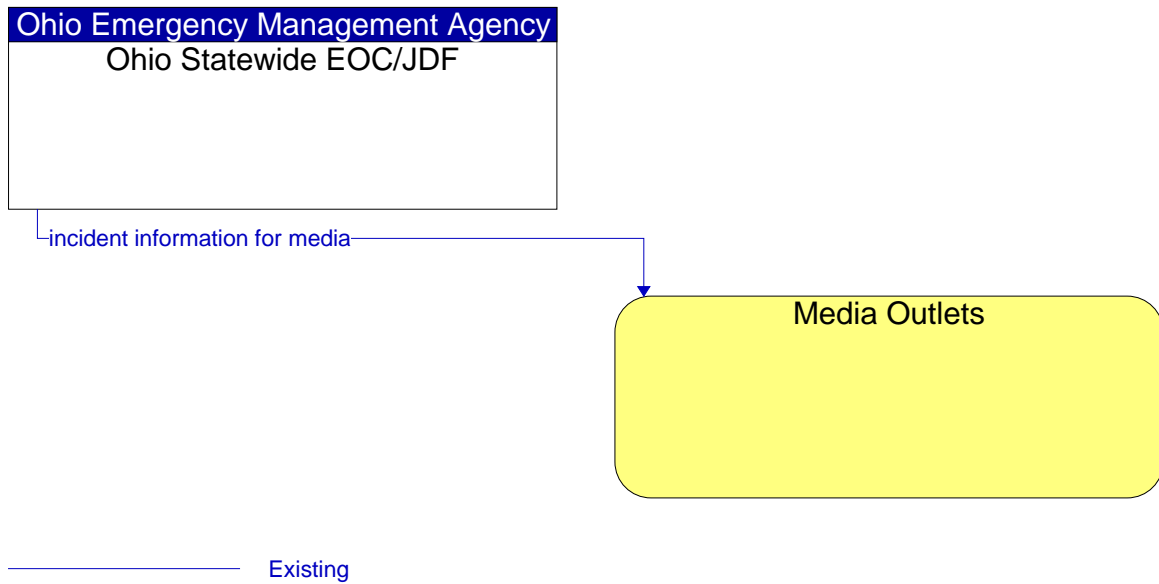 Ohio Emergency Management Agency
Ohio Statewide EOC/JDF
incident information for media
Media Outlets
Existing